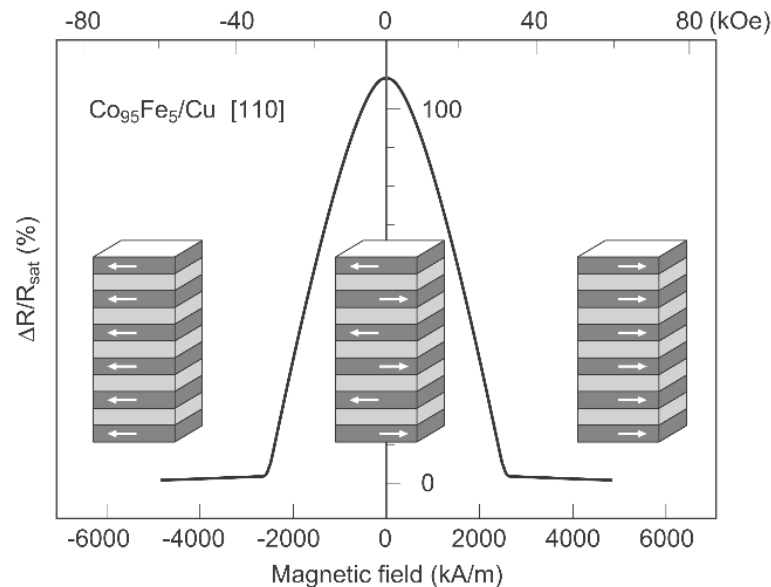 -80 -40 0 40 80 (kOe)
Co₉₅Fe₅/Cu [110]
100
ΔR/R_sat (%)
0
-6000 -4000 -2000 0 2000 4000 6000
Magnetic field (kA/m)